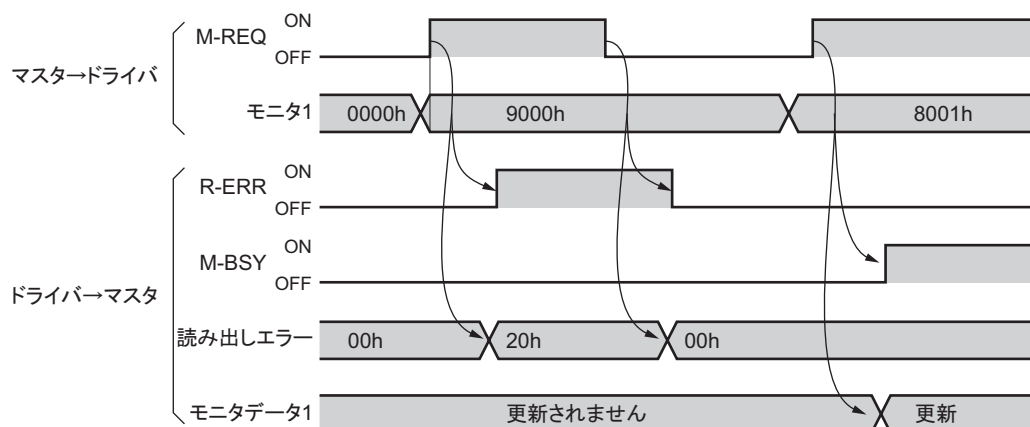 ON
M-REQ
OFF
マスタ→ドライバ
モニタ1 0000h 9000h 8001h
ON
R-ERR
OFF
ON
M-BSY
OFF
ドライバ→マスタ
読み出しエラー 00h 20h 00h
モニタデータ1 更新されません 更新